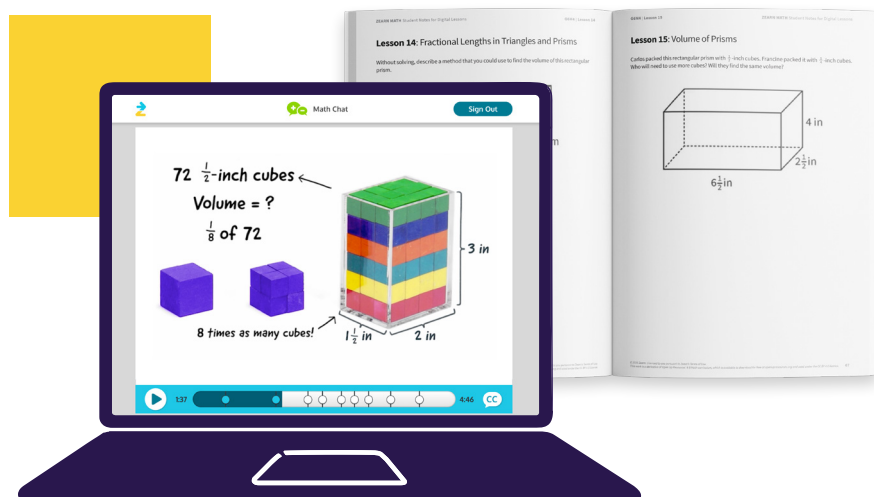 Lesson 14: Fractional Lengths in Triangles and Prisms
Without solving, describe a method that you could use to find the volume of this rectangular
prism.
Lesson 15: Volume of Prisms
Carlos packed this rectangular prism with
-inch cubes. Francine packed it with
-inch cubes.
Who will need to use more cubes? Will they find the same volume?
4 in
2 1/2 in
6 1/2 in
Math Chat
Sign Out
72 1/2-inch cubes
Volume = ?
1/8 of 72
3 in
8 times as many cubes!
1 1/2 in
2 in
1:37
4:46
CC